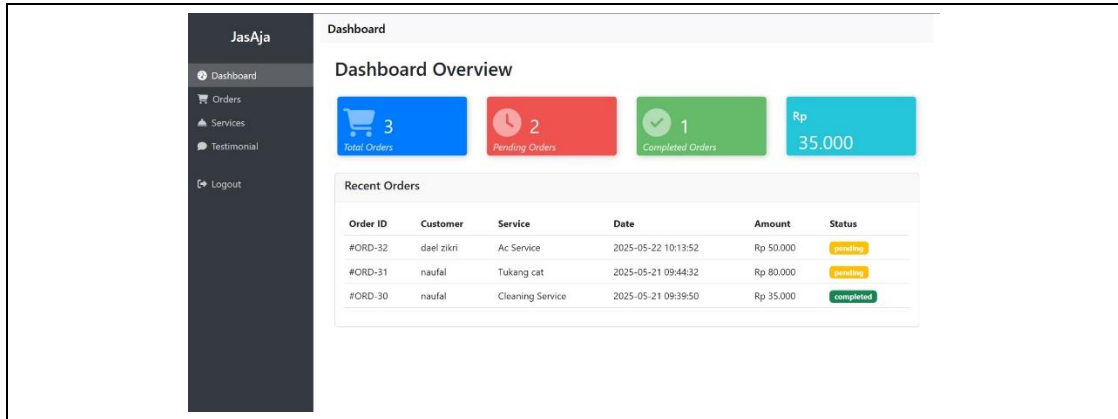 JasAja
Dashboard
Orders
Services
Testimonial
Logout
Dashboard
Dashboard Overview
3
Total Orders
2
Pending Orders
1
Completed Orders
Rp
35.000
Recent Orders
Order ID Customer Service Date Amount Status
#ORD-32 dael zikri Ac Service 2025-05-22 10:13:52 Rp 50.000 pending
#ORD-31 naufal Tukang cat 2025-05-21 09:44:32 Rp 80.000 pending
#ORD-30 naufal Cleaning Service 2025-05-21 09:39:50 Rp 35.000 completed